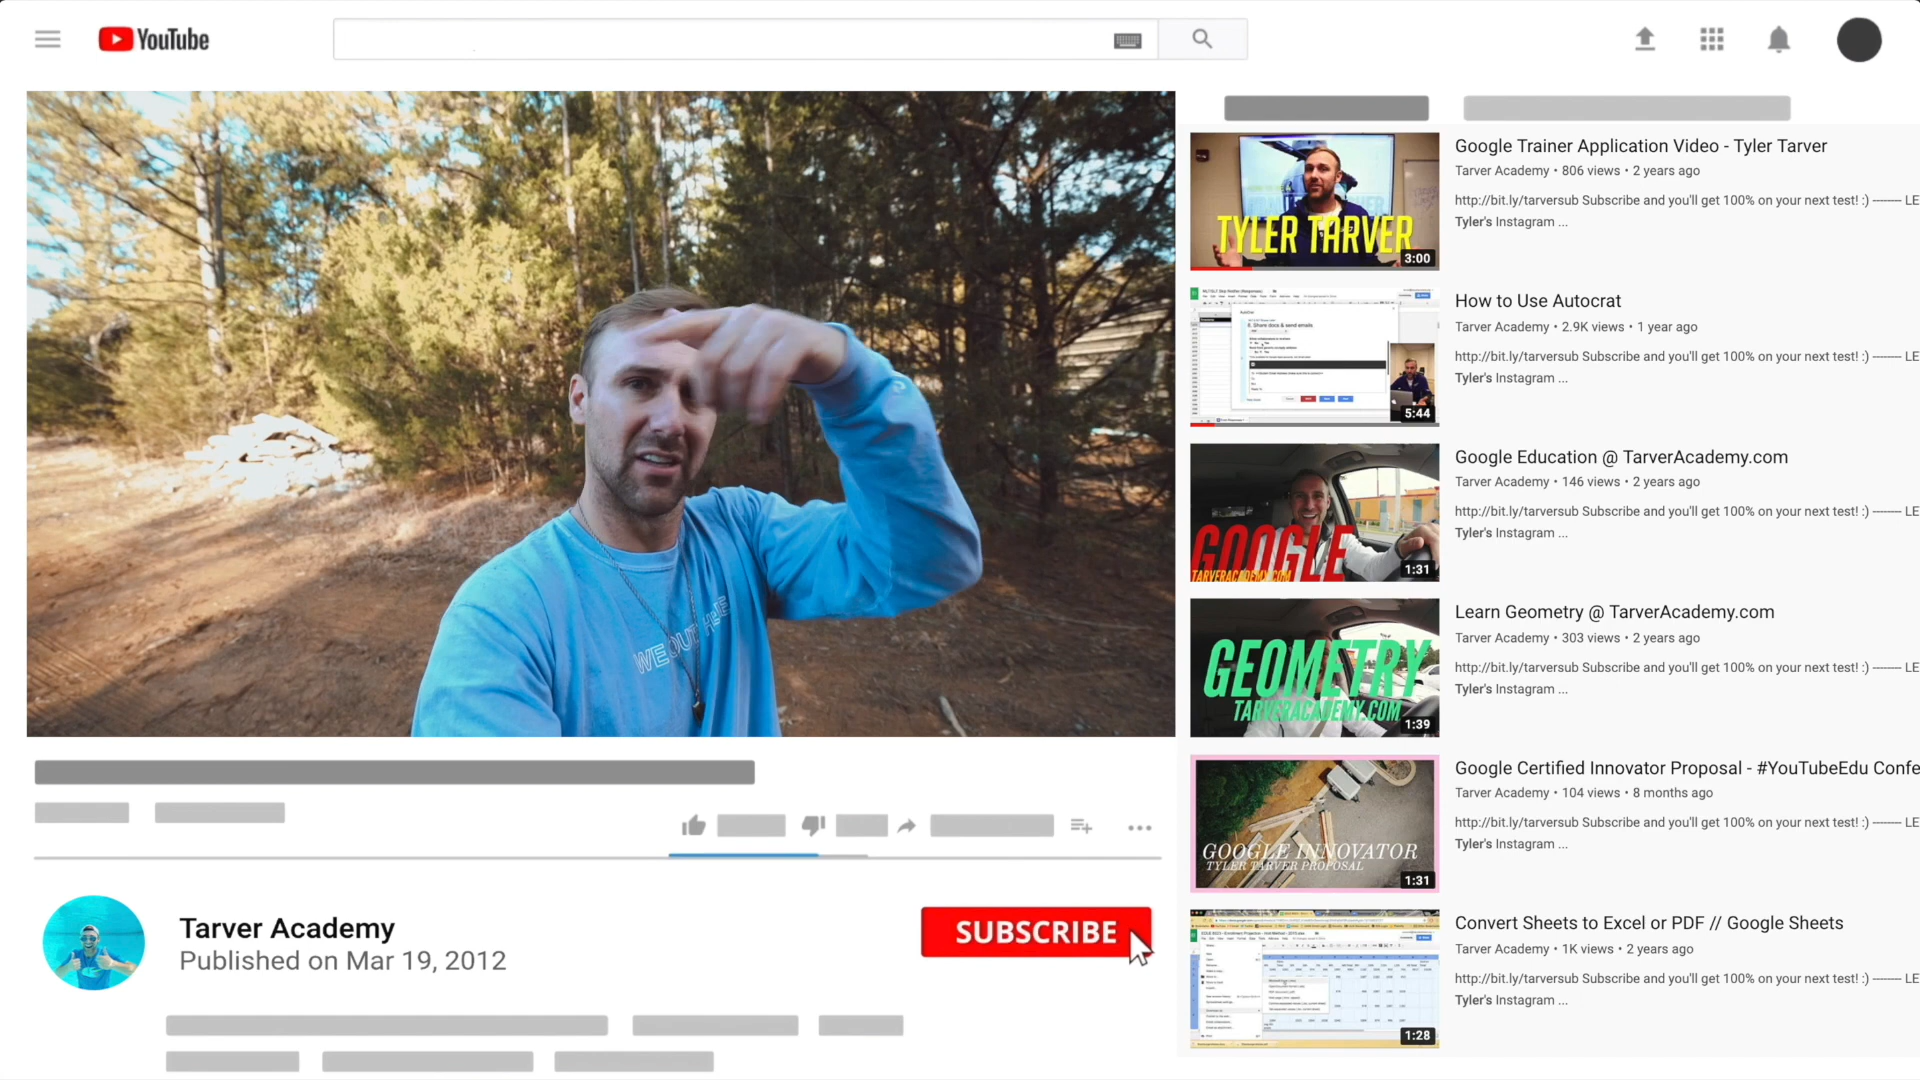 YouTube
WE OUT HERE
Tarver Academy
Published on Mar 19, 2012
SUBSCRIBE
TYLER TARVER
3:00
Google Trainer Application Video - Tyler Tarver
Tarver Academy • 806 views • 2 years ago
http://bit.ly/tarversub Subscribe and you'll get 100% on your next test! :) -------- LE
Tyler's Instagram ...
8. Share docs & send emails
5:44
How to Use Autocrat
Tarver Academy • 2.9K views • 1 year ago
http://bit.ly/tarversub Subscribe and you'll get 100% on your next test! :) -------- LE
Tyler's Instagram ...
GOOGLE
TARVERACADEMY.COM
1:31
Google Education @ TarverAcademy.com
Tarver Academy • 146 views • 2 years ago
http://bit.ly/tarversub Subscribe and you'll get 100% on your next test! :) -------- LE
Tyler's Instagram ...
GEOMETRY
TARVERACADEMY.COM
1:39
Learn Geometry @ TarverAcademy.com
Tarver Academy • 303 views • 2 years ago
http://bit.ly/tarversub Subscribe and you'll get 100% on your next test! :) -------- LE
Tyler's Instagram ...
GOOGLE INNOVATOR
TYLER TARVER PROPOSAL
1:31
Google Certified Innovator Proposal - #YouTubeEdu Confe
Tarver Academy • 104 views • 8 months ago
http://bit.ly/tarversub Subscribe and you'll get 100% on your next test! :) -------- LE
Tyler's Instagram ...
1:28
Convert Sheets to Excel or PDF // Google Sheets
Tarver Academy • 1K views • 2 years ago
http://bit.ly/tarversub Subscribe and you'll get 100% on your next test! :) -------- LE
Tyler's Instagram ...